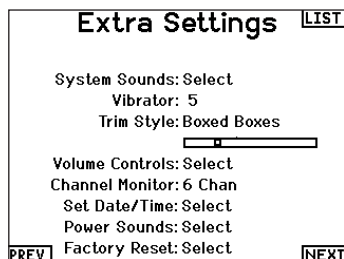 Extra Settings LIST
System Sounds: Select
Vibrator: 5
Trim Style: Boxed Boxes
Volume Controls: Select
Channel Monitor: 6 Chan
Set Date/Time: Select
Power Sounds: Select
PREV Factory Reset: Select NEXT